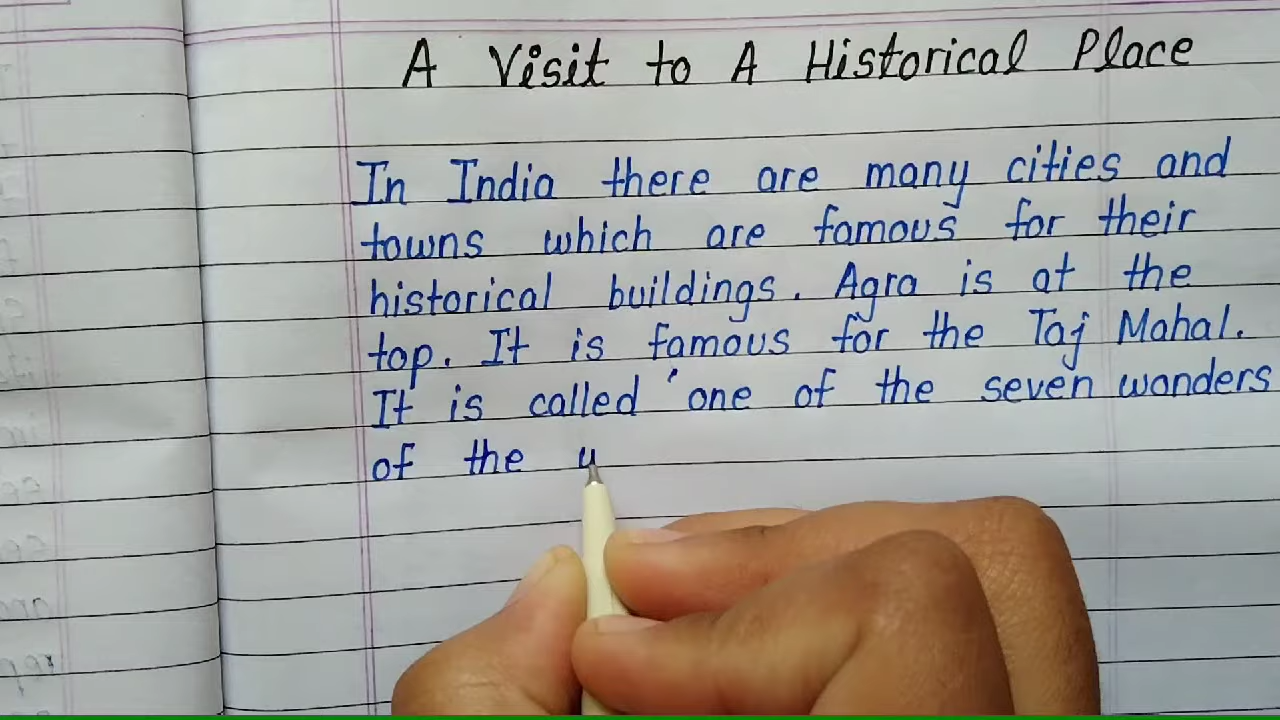 A Visit to A Historical Place
In India there are many cities and
towns which are famous for their
historical buildings. Agra is at the
top. It is famous for the Taj Mahal.
It is called 'one of the seven wonders
of the